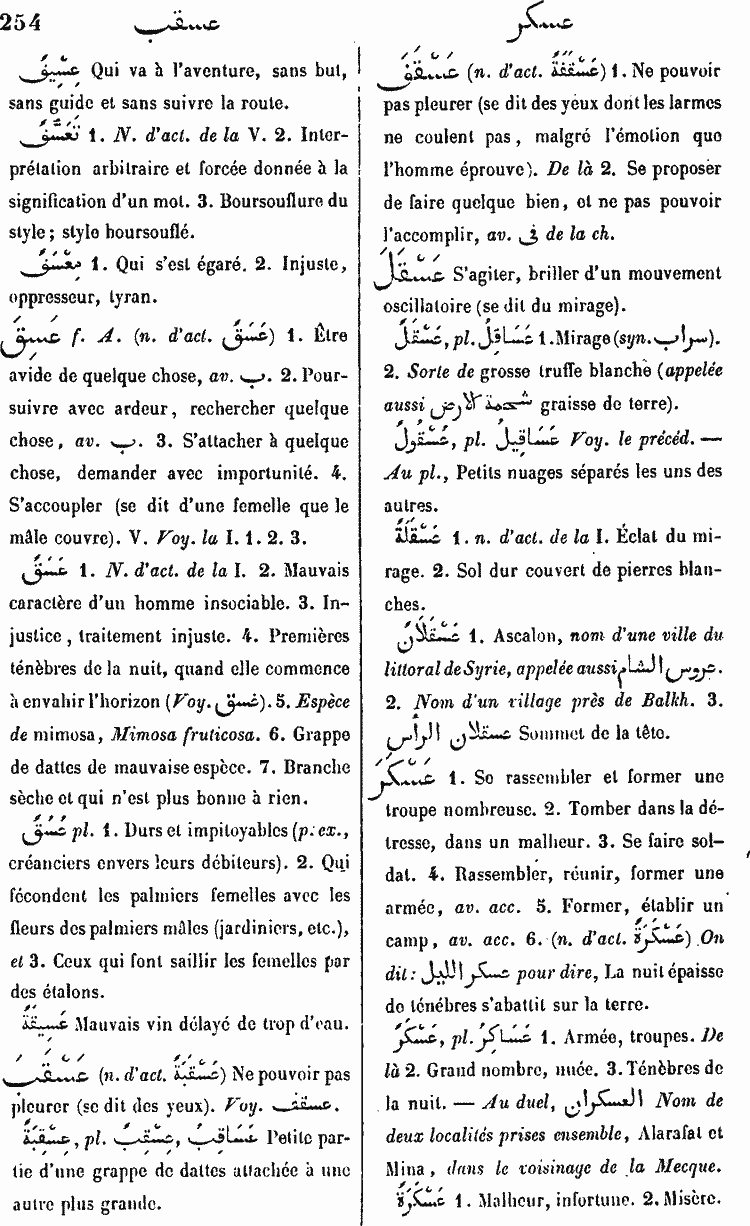 254
عسقب
عسكر
عِسِّيقٌ Qui va à l'aventure, sans but,
sans guide et sans suivre la route.
تَعَسُّقٌ 1. N. d'act. de la V. 2. Inter-
prétation arbitraire et forcée donnée à la
signification d'un mot. 3. Boursouflure du
style; style boursouflé.
1. Qui s'est égaré. 2. Injuste,
oppresseur, tyran.
عَسِقَ f. A. (n. d'act. عَسَقٌ) 1. Être
avide de quelque chose, av. ب. 2. Pour-
suivre avec ardeur, rechercher quelque
chose, av. ب. 3. S'attacher à quelque
chose, demander avec importunité. 4.
S'accoupler (se dit d'une femelle que le
mâle couvre). V. Voy. la I. 1. 2. 3.
عَسَقٌ 1. N. d'act. de la I. 2. Mauvais
caractère d'un homme insociable. 3. In-
justice, traitement injuste. 4. Premières
ténèbres de la nuit, quand elle commence
à envahir l'horizon (Voy. غسق). 5. Espèce
de mimosa, Mimosa fruticosa. 6. Grappe
de dattes de mauvaise espèce. 7. Branche
sèche et qui n'est plus bonne à rien.
عُسُقٌ pl. 1. Durs et impitoyables (p. ex.,
créanciers envers leurs débiteurs). 2. Qui
fécondent les palmiers femelles avec les
fleurs des palmiers mâles (jardiniers, etc.),
et 3. Ceux qui font saillir les femelles par
des étalons.
عَسِيقَةٌ Mauvais vin délayé de trop d'eau.
عَسْقَبَ (n. d'act. عَسْقَبَةٌ) Ne pouvoir pas
pleurer (se dit des yeux). Voy. عسقف.
عِسْقِبَةٌ, pl. عِسْقِبٌ, عَسَاقِبُ Petite par-
tie d'une grappe de dattes attachée à une
autre plus grande.
عَسْقَفَ (n. d'act. عَسْقَفَةٌ) 1. Ne pouvoir
pas pleurer (se dit des yeux dont les larmes
ne coulent pas, malgré l'émotion que
l'homme éprouve). De là 2. Se proposer
de faire quelque bien, et ne pas pouvoir
l'accomplir, av. فى de la ch.
عَسْقَلَ S'agiter, briller d'un mouvement
oscillatoire (se dit du mirage).
عَسْقَلٌ, pl. عَسَاقِلُ 1. Mirage (syn. سراب).
2. Sorte de grosse truffe blanche (appelée
aussi شحمة الارض graisse de terre).
عُسْقُولٌ, pl. عَسَاقِيلُ Voy. le précéd. —
Au pl., Petits nuages séparés les uns des
autres.
عَسْقَلَةٌ 1. n. d'act. de la I. Éclat du mi-
rage. 2. Sol dur couvert de pierres blan-
ches.
عَسْقَلَانُ 1. Ascalon, nom d'une ville du
littoral de Syrie, appelée aussi عروس الشام.
2. Nom d'un village près de Balkh. 3.
عسقلان الرأس Sommet de la tête.
عَسْكَرَ 1. Se rassembler et former une
troupe nombreuse. 2. Tomber dans la dé-
tresse, dans un malheur. 3. Se faire sol-
dat. 4. Rassembler, réunir, former une
armée, av. acc. 5. Former, établir un
camp, av. acc. 6. (n. d'act. عَسْكَرَةٌ) On
dit: عسكر الليل pour dire, La nuit épaisse
de ténèbres s'abattit sur la terre.
عَسْكَرٌ, pl. عَسَاكِرُ 1. Armée, troupes. De
là 2. Grand nombre, nuée. 3. Ténèbres de
la nuit. — Au duel, العسكران Nom de
deux localités prises ensemble, Alarafat et
Mina, dans le voisinage de la Mecque.
عَسْكَرَةٌ 1. Malheur, infortune. 2. Misère.